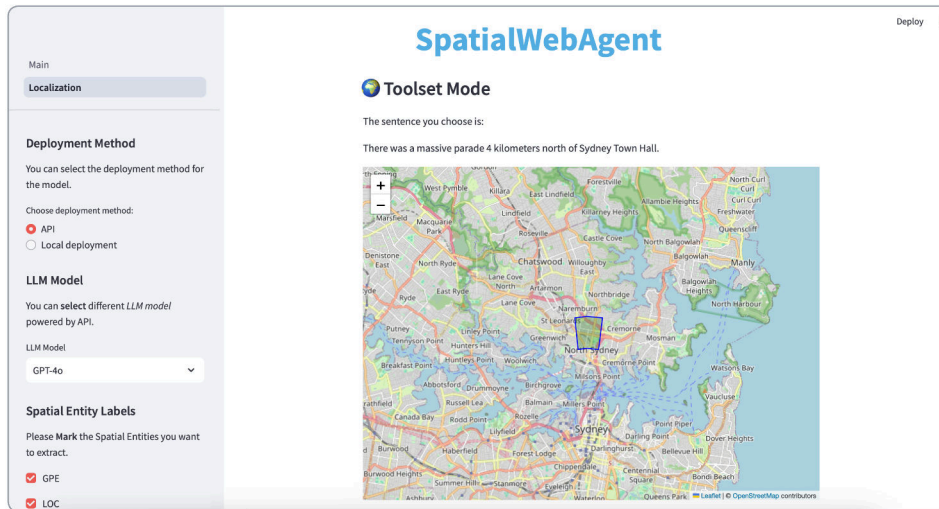 Deploy
SpatialWebAgent
Main
Localization
Toolset Mode
The sentence you choose is:
There was a massive parade 4 kilometers north of Sydney Town Hall.
Deployment Method
You can select the deployment method for
the model.
Choose deployment method:
API
Local deployment
LLM Model
You can select different LLM model
powered by API.
LLM Model
GPT-4o
Spatial Entity Labels
Please Mark the Spatial Entities you want
to extract.
GPE
LOC
+
−
West Pymble
Killara
East Lindfield
Forestville
Allambie Heights
North Curl
Curl
Curl Curl
Freshwater
Marsfield
Macquarie
Park
Lindfield
Killarney Heights
Queenscliff
Roseville
Castle Cove
North Balgowlah
Denistone
East
North Ryde
Chatswood
Willoughby
East
Balgowlah
Manly
Lane Cove
North
Artarmon
Balgowlah
Heights
Ryde
East Ryde
Lane Cove
Northbridge
North Harbour
Naremburn
Putney
Linley Point
St Leonards
Cremorne
Tennyson Point
Hunters Hill
Greenwich
Mosman
North Sydney
Breakfast Point
Huntleys Point
Woolwich
Cremorne Point
Watsons Bay
Milsons Point
Abbotsford
Drummoyne
Birchgrove
Vaucluse
Russell Lea
Balmain
Millers Point
Canada Bay
Rodd Point
Rozelle
Point Piper
Lilyfield
Sydney
Darling Point
Dover Heights
Burwood
Haberfield
Forest Lodge
Darlinghurst
Bellevue Hill
Chippendale
Burwood Heights
Centennial
Square
Bondi Beach
Summer Hill
Stanmore
Eveleigh
Ashbury
Waterloo
Queens Park
Leaflet | © OpenStreetMap contributors